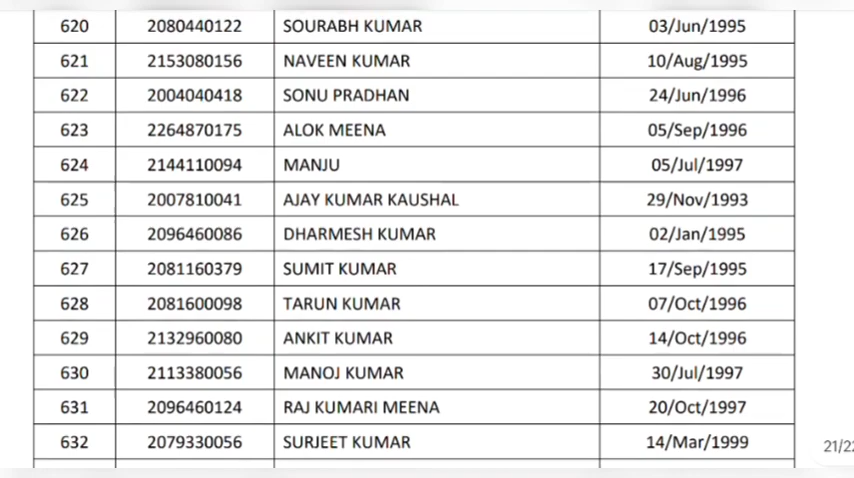 620 2080440122 SOURABH KUMAR 03/Jun/1995
621 2153080156 NAVEEN KUMAR 10/Aug/1995
622 2004040418 SONU PRADHAN 24/Jun/1996
623 2264870175 ALOK MEENA 05/Sep/1996
624 2144110094 MANJU 05/Jul/1997
625 2007810041 AJAY KUMAR KAUSHAL 29/Nov/1993
626 2096460086 DHARMESH KUMAR 02/Jan/1995
627 2081160379 SUMIT KUMAR 17/Sep/1995
628 2081600098 TARUN KUMAR 07/Oct/1996
629 2132960080 ANKIT KUMAR 14/Oct/1996
630 2113380056 MANOJ KUMAR 30/Jul/1997
631 2096460124 RAJ KUMARI MEENA 20/Oct/1997
632 2079330056 SURJEET KUMAR 14/Mar/1999
21/22